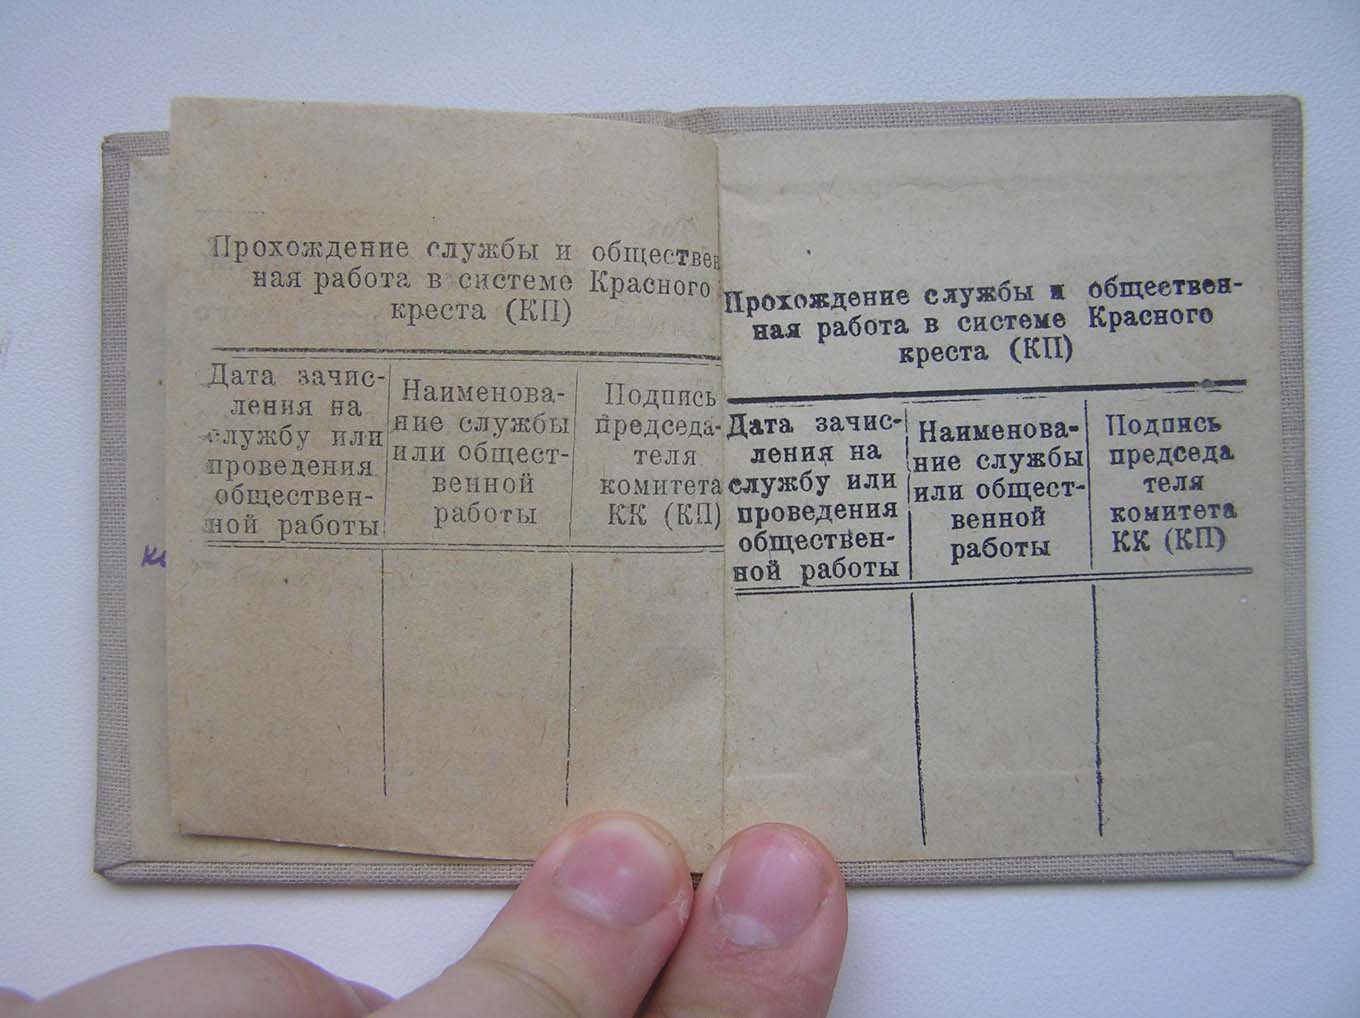 Прохождение службы и обществен
ная работа в системе Красного
креста (КП)
Дата зачис-
ления на
службу или
проведения
обществен-
ной работы
Наименова-
ние службы
или общест-
венной
работы
Подпись
председа-
теля
комитета
КК (КП)
Прохождение службы и обществен-
ная работа в системе Красного
креста (КП)
Дата зачис-
ления на
службу или
проведения
обществен-
ной работы
Наименова-
ние службы
или общест-
венной
работы
Подпись
председа
теля
комитета
КК (КП)